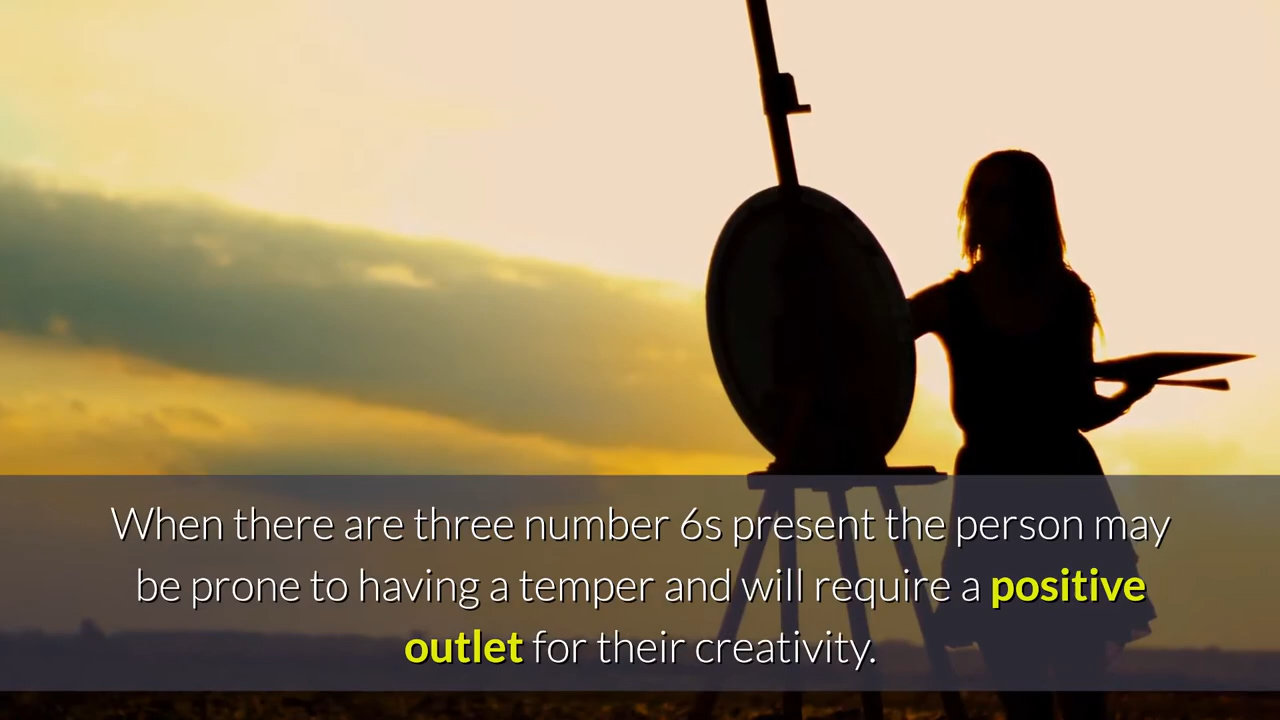 When there are three number 6s present the person may
be prone to having a temper and will require a positive
outlet for their creativity.